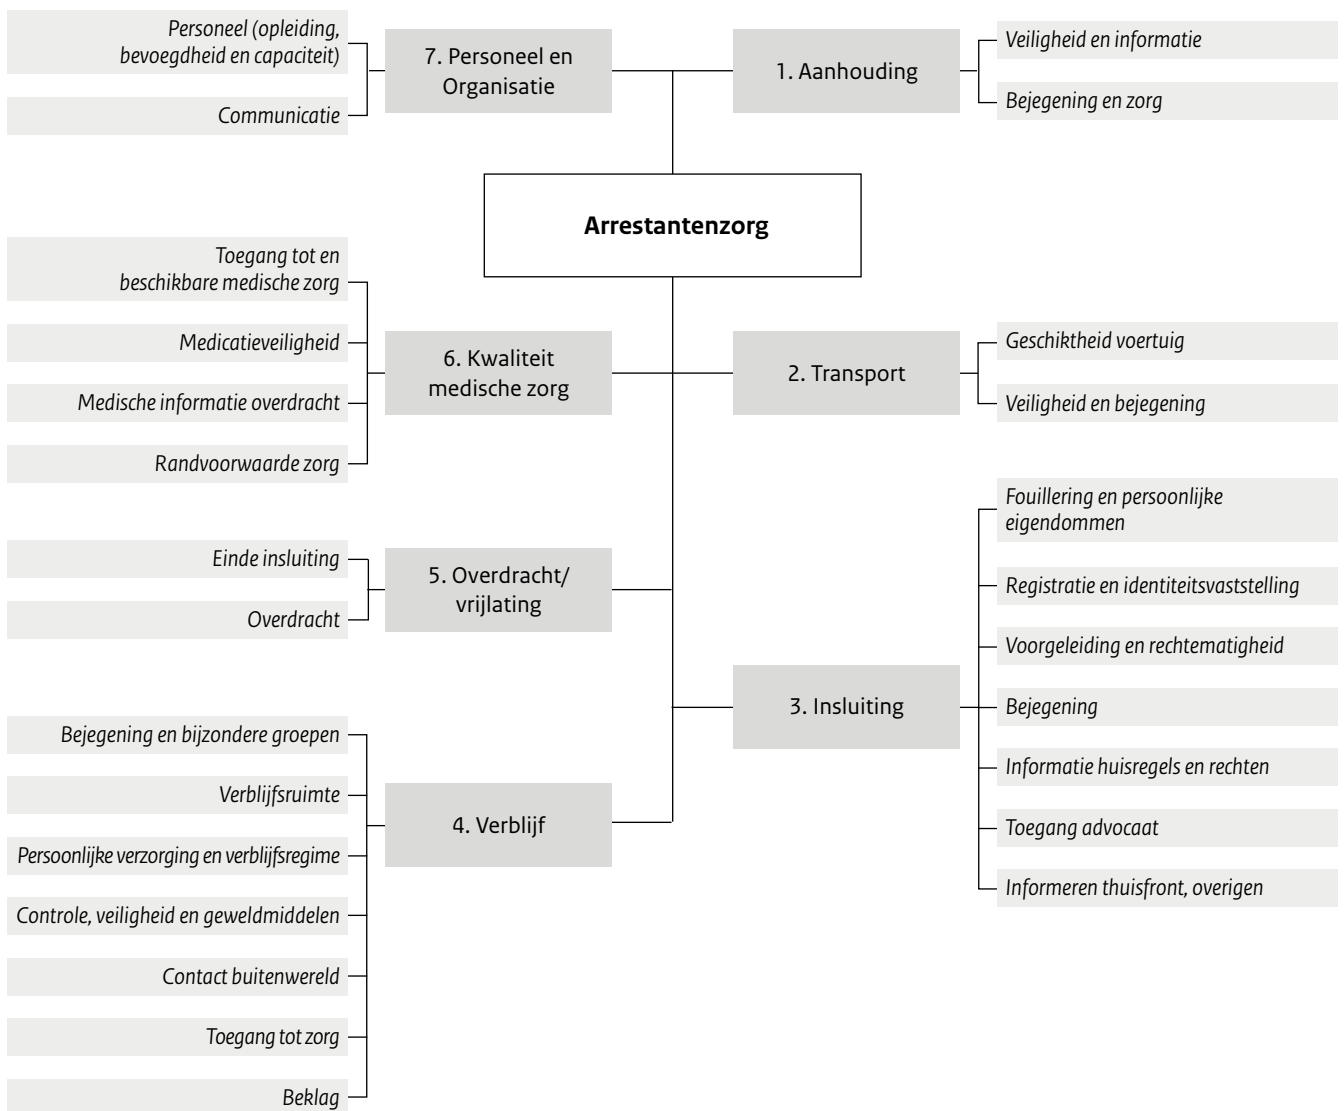 Personeel (opleiding,
bevoegdheid en capaciteit)
Communicatie
7. Personeel en
Organisatie
1. Aanhouding
Veiligheid en informatie
Bejegening en zorg
Arrestantenzorg
Toegang tot en
beschikbare medische zorg
Medicatieveiligheid
Medische informatie overdracht
Randvoorwaarde zorg
6. Kwaliteit
medische zorg
2. Transport
Geschiktheid voertuig
Veiligheid en bejegening
Einde insluiting
Overdracht
5. Overdracht/
vrijlating
3. Insluiting
Fouillering en persoonlijke
eigendommen
Registratie en identiteitsvaststelling
Voorgeleiding en rechtematigheid
Bejegening
Informatie huisregels en rechten
Toegang advocaat
Informeren thuisfront, overigen
Bejegening en bijzondere groepen
Verblijfsruimte
Persoonlijke verzorging en verblijfsregime
Controle, veiligheid en geweldmiddelen
Contact buitenwereld
Toegang tot zorg
Beklag
4. Verblijf